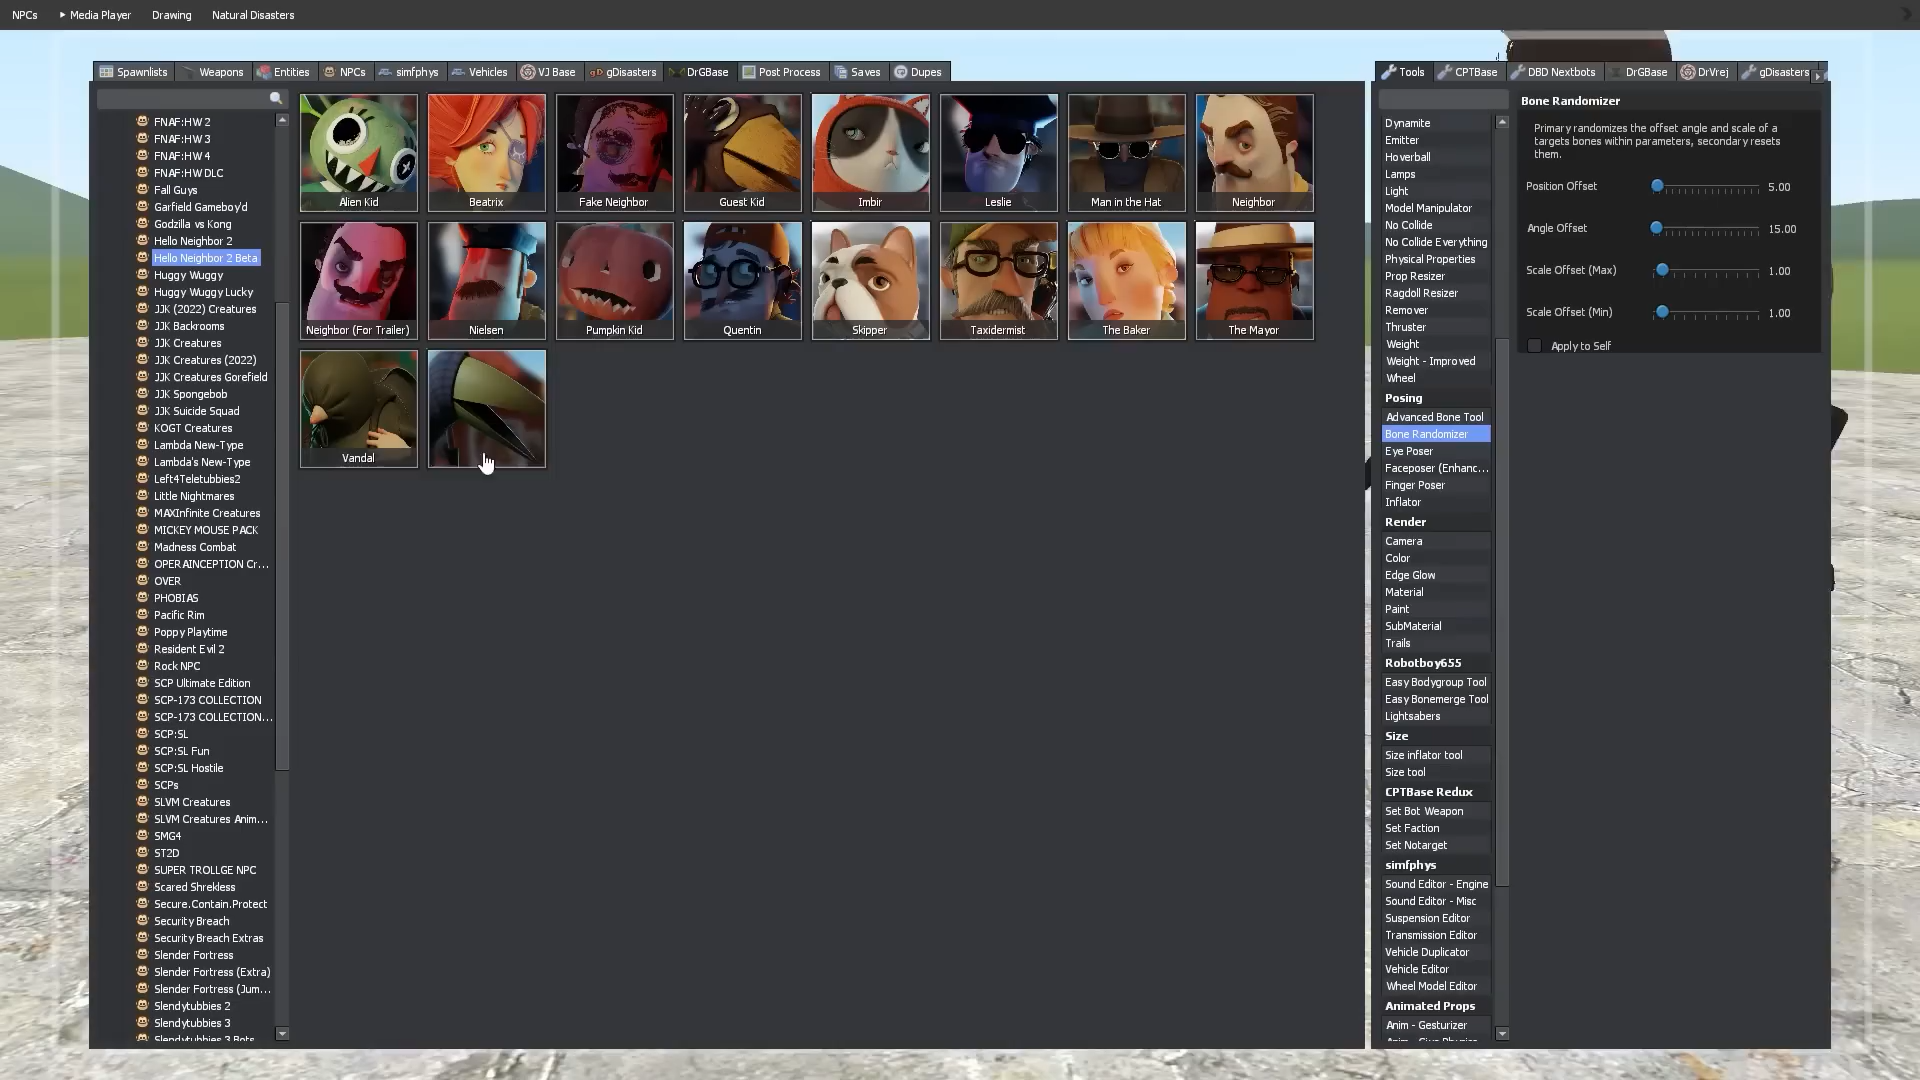 NPCs
Media Player
Drawing
Natural Disasters
Spawnlists
Weapons
Entities
NPCs
simfphys
Vehicles
VJ Base
gDisasters
DrGBase
Post Process
Saves
Dupes
FNAF:HW 2
FNAF:HW 3
FNAF:HW 4
FNAF:HW DLC
Fall Guys
Garfield Gameboy'd
Godzilla vs Kong
Hello Neighbor 2
Hello Neighbor 2 Beta
Huggy Wuggy
Huggy Wuggy Lucky
JJK (2022) Creatures
JJK Backrooms
JJK Creatures
JJK Creatures (2022)
JJK Creatures Gorefield
JJK Spongebob
JJK Suicide Squad
KOGT Creatures
Lambda New-Type
Lambda's New-Type
Left4Teletubbies2
Little Nightmares
MAXInfinite Creatures
MICKEY MOUSE PACK
Madness Combat
OPERAINCEPTION Cr...
OVER
PHOBIAS
Pacific Rim
Poppy Playtime
Resident Evil 2
Rock NPC
SCP Ultimate Edition
SCP-173 COLLECTION
SCP-173 COLLECTION...
SCP:SL
SCP:SL Fun
SCP:SL Hostile
SCPs
SLVM Creatures
SLVM Creatures Anim...
SMG4
ST2D
SUPER TROLLGE NPC
Scared Shrekless
Secure.Contain.Protect
Security Breach
Security Breach Extras
Slender Fortress
Slender Fortress (Extra)
Slender Fortress (Jum...
Slendytubbies 2
Slendytubbies 3
Slendytubbies 3 Bots
Alien Kid
Beatrix
Fake Neighbor
Guest Kid
Imbir
Leslie
Man in the Hat
Neighbor
Neighbor (For Trailer)
Nielsen
Pumpkin Kid
Quentin
Skipper
Taxidermist
The Baker
The Mayor
Vandal
Tools
CPTBase
DBD Nextbots
DrGBase
DrVrej
gDisasters
Dynamite
Emitter
Hoverball
Lamps
Light
Model Manipulator
No Collide
No Collide Everything
Physical Properties
Prop Resizer
Ragdoll Resizer
Remover
Thruster
Weight
Weight - Improved
Wheel
Posing
Advanced Bone Tool
Bone Randomizer
Eye Poser
Faceposer (Enhanc...
Finger Poser
Inflator
Render
Camera
Color
Edge Glow
Material
Paint
SubMaterial
Trails
Robotboy655
Easy Bodygroup Tool
Easy Bonemerge Tool
Lightsabers
Size
Size inflator tool
Size tool
CPTBase Redux
Set Bot Weapon
Set Faction
Set Notarget
simfphys
Sound Editor - Engine
Sound Editor - Misc
Suspension Editor
Transmission Editor
Vehicle Duplicator
Vehicle Editor
Wheel Model Editor
Animated Props
Anim - Gesturizer
Bone Randomizer
Primary randomizes the offset angle and scale of a
targets bones within parameters, secondary resets
them.
Position Offset 5.00
Angle Offset 15.00
Scale Offset (Max) 1.00
Scale Offset (Min) 1.00
Apply to Self